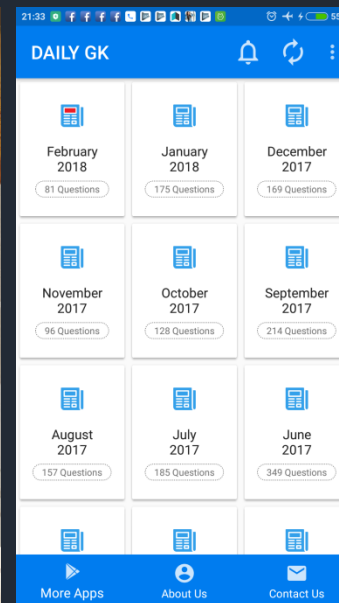 21:33 55
DAILY GK
February 2018
81 Questions
January 2018
175 Questions
December 2017
169 Questions
November 2017
96 Questions
October 2017
128 Questions
September 2017
214 Questions
August 2017
157 Questions
July 2017
185 Questions
June 2017
349 Questions
More Apps
About Us
Contact Us